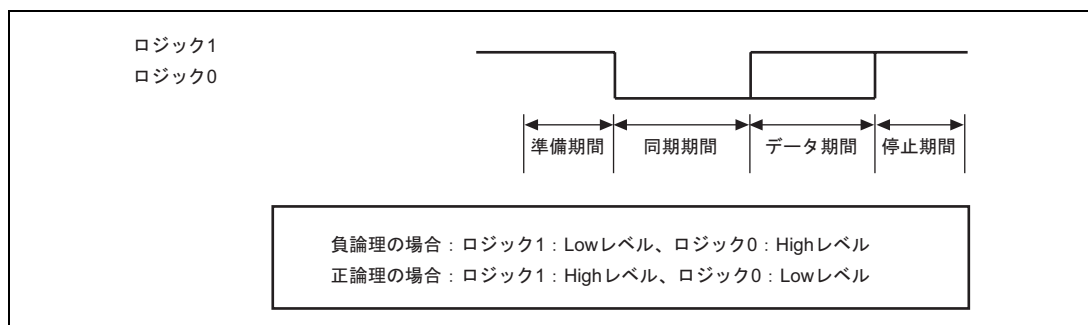 ロジック1
ロジック0
準備期間 同期期間 データ期間 停止期間
負論理の場合：ロジック1：Lowレベル、ロジック0：Highレベル
正論理の場合：ロジック1：Highレベル、ロジック0：Lowレベル